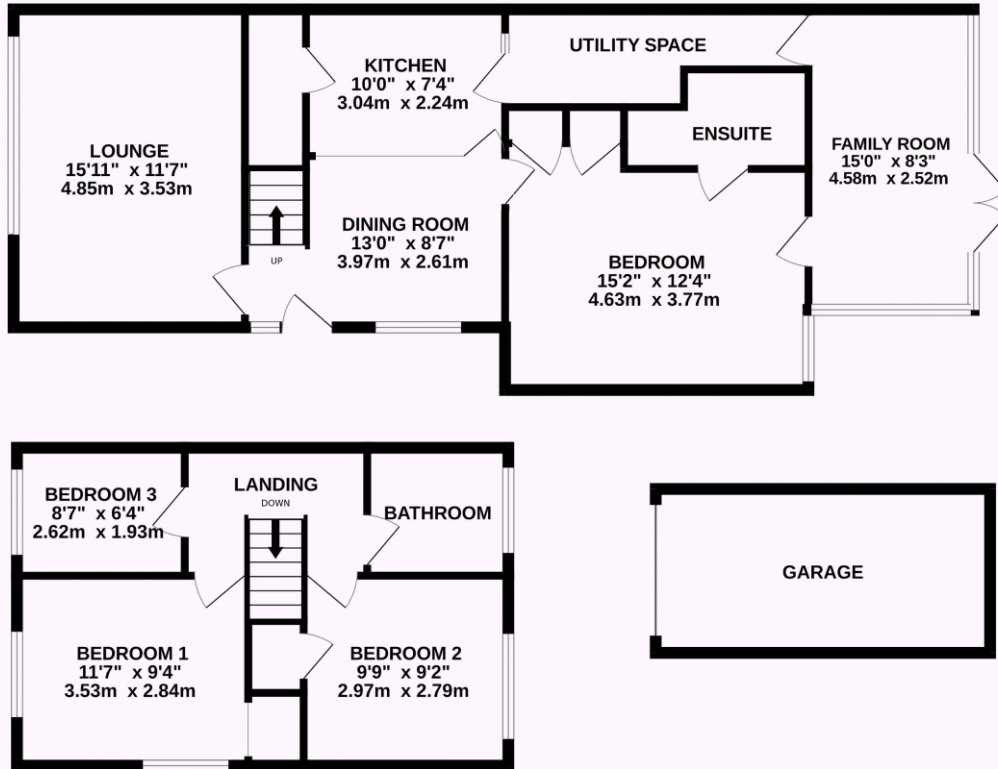 LOUNGE
15'11" x 11'7"
4.85m x 3.53m
KITCHEN
10'0" x 7'4"
3.04m x 2.24m
UTILITY SPACE
ENSUITE
FAMILY ROOM
15'0" x 8'3"
4.58m x 2.52m
DINING ROOM
13'0" x 8'7"
3.97m x 2.61m
UP
BEDROOM
15'2" x 12'4"
4.63m x 3.77m
BEDROOM 3
8'7" x 6'4"
2.62m x 1.93m
LANDING
DOWN
BATHROOM
BEDROOM 1
11'7" x 9'4"
3.53m x 2.84m
BEDROOM 2
9'9" x 9'2"
2.97m x 2.79m
GARAGE